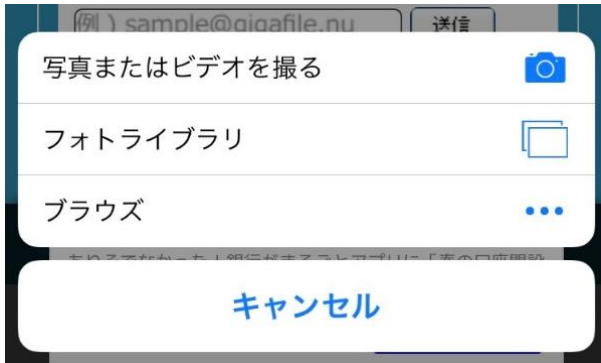 例）sample@gigafile.nu 送信
写真またはビデオを撮る
フォトライブラリ
ブラウズ
キャンセル